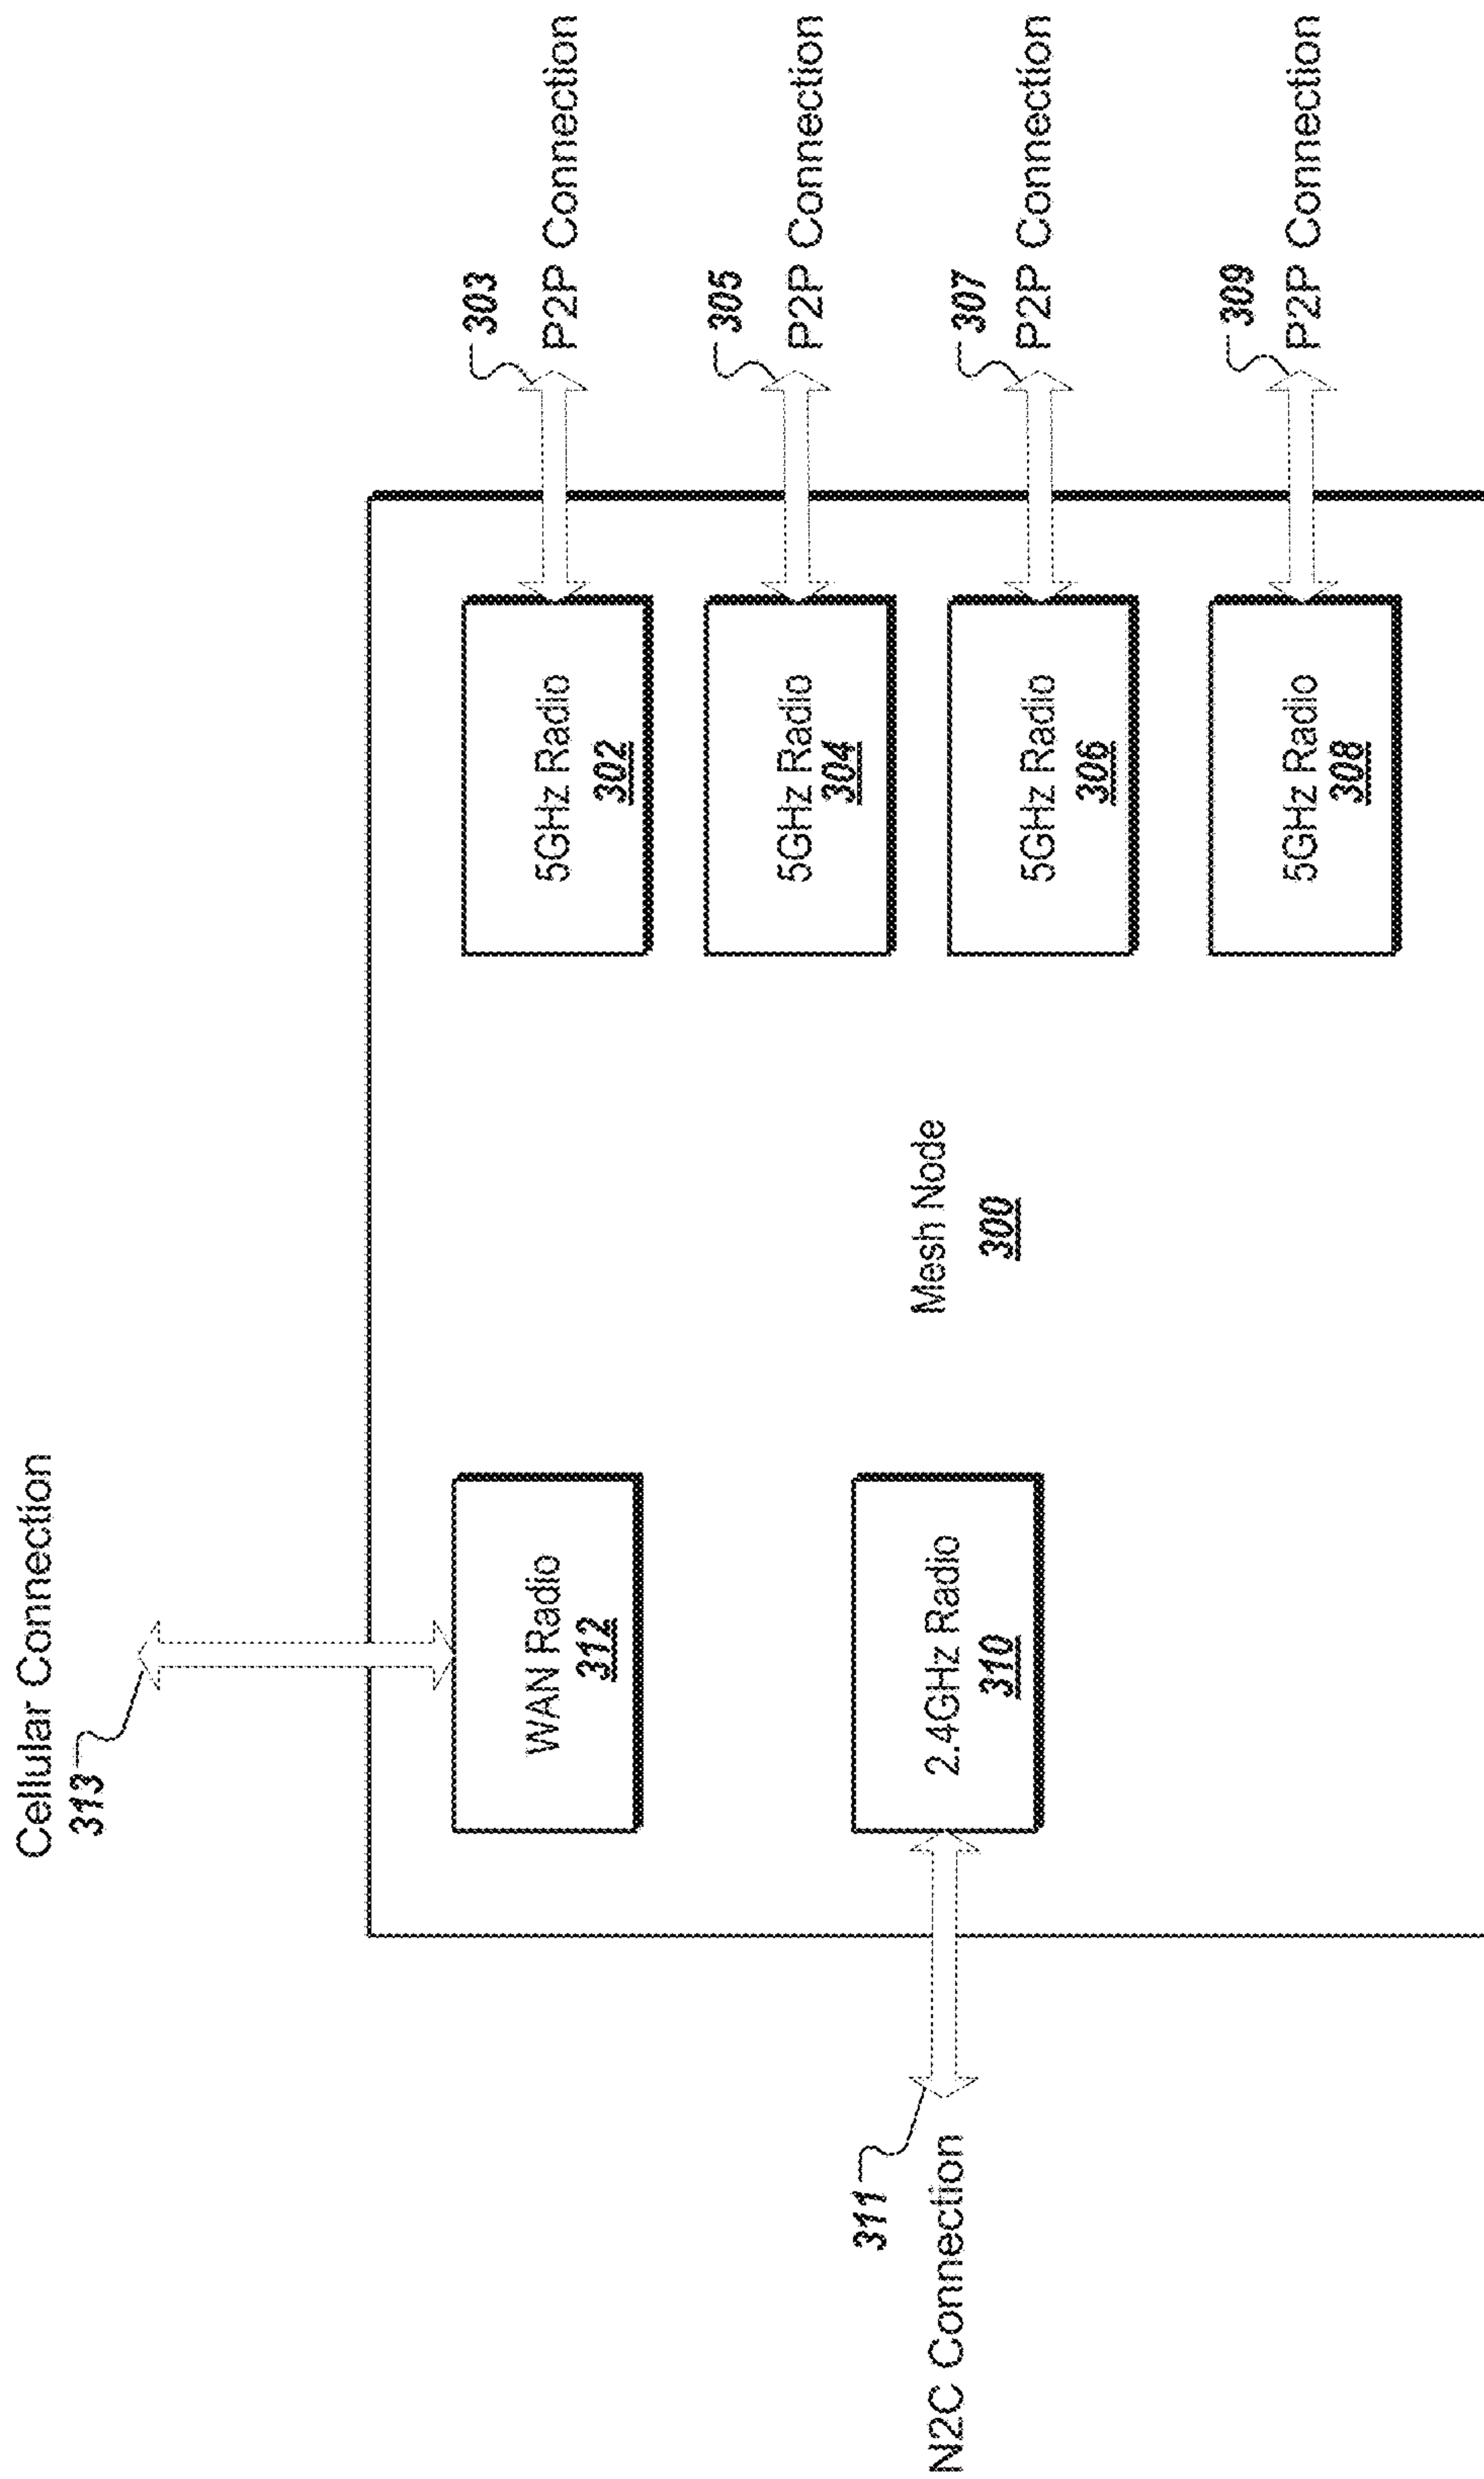 Cellular Connection
313
WAN Radio
312
5GHz Radio
302
303
P2P Connection
5GHz Radio
304
305
P2P Connection
311
N2C Connection
2.4GHz Radio
310
Mesh Node
300
5GHz Radio
306
307
P2P Connection
5GHz Radio
308
309
P2P Connection